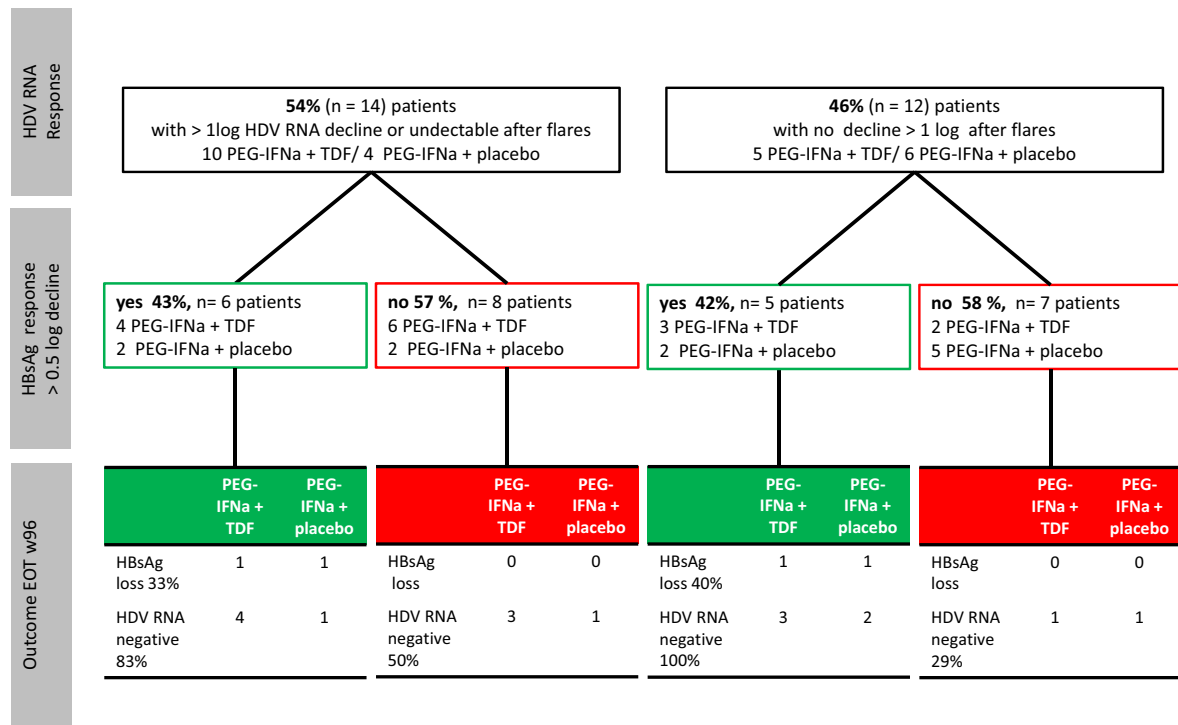 HDV RNA
Response
54% (n = 14) patients
with > 1log HDV RNA decline or undectable after flares
10 PEG-IFNa + TDF/ 4 PEG-IFNa + placebo
46% (n = 12) patients
with no decline > 1 log after flares
5 PEG-IFNa + TDF/ 6 PEG-IFNa + placebo
HBsAg response
> 0.5 log decline
yes 43%, n= 6 patients
4 PEG-IFNa + TDF
2 PEG-IFNa + placebo
no 57 %, n= 8 patients
6 PEG-IFNa + TDF
2 PEG-IFNa + placebo
yes 42%, n= 5 patients
3 PEG-IFNa + TDF
2 PEG-IFNa + placebo
no 58 %, n= 7 patients
2 PEG-IFNa + TDF
5 PEG-IFNa + placebo
Outcome EOT w96
PEG-
IFNa +
TDF
PEG-
IFNa +
placebo
HBsAg 1 1
loss 33%
HDV RNA 4 1
negative
83%
PEG-
IFNa +
TDF
PEG-
IFNa +
placebo
HBsAg 0 0
loss
HDV RNA 3 1
negative
50%
PEG-
IFNa +
TDF
PEG-
IFNa +
placebo
HBsAg 1 1
loss 40%
HDV RNA 3 2
negative
100%
PEG-
IFNa +
TDF
PEG-
IFNa +
placebo
HBsAg 0 0
loss
HDV RNA 1 1
negative
29%